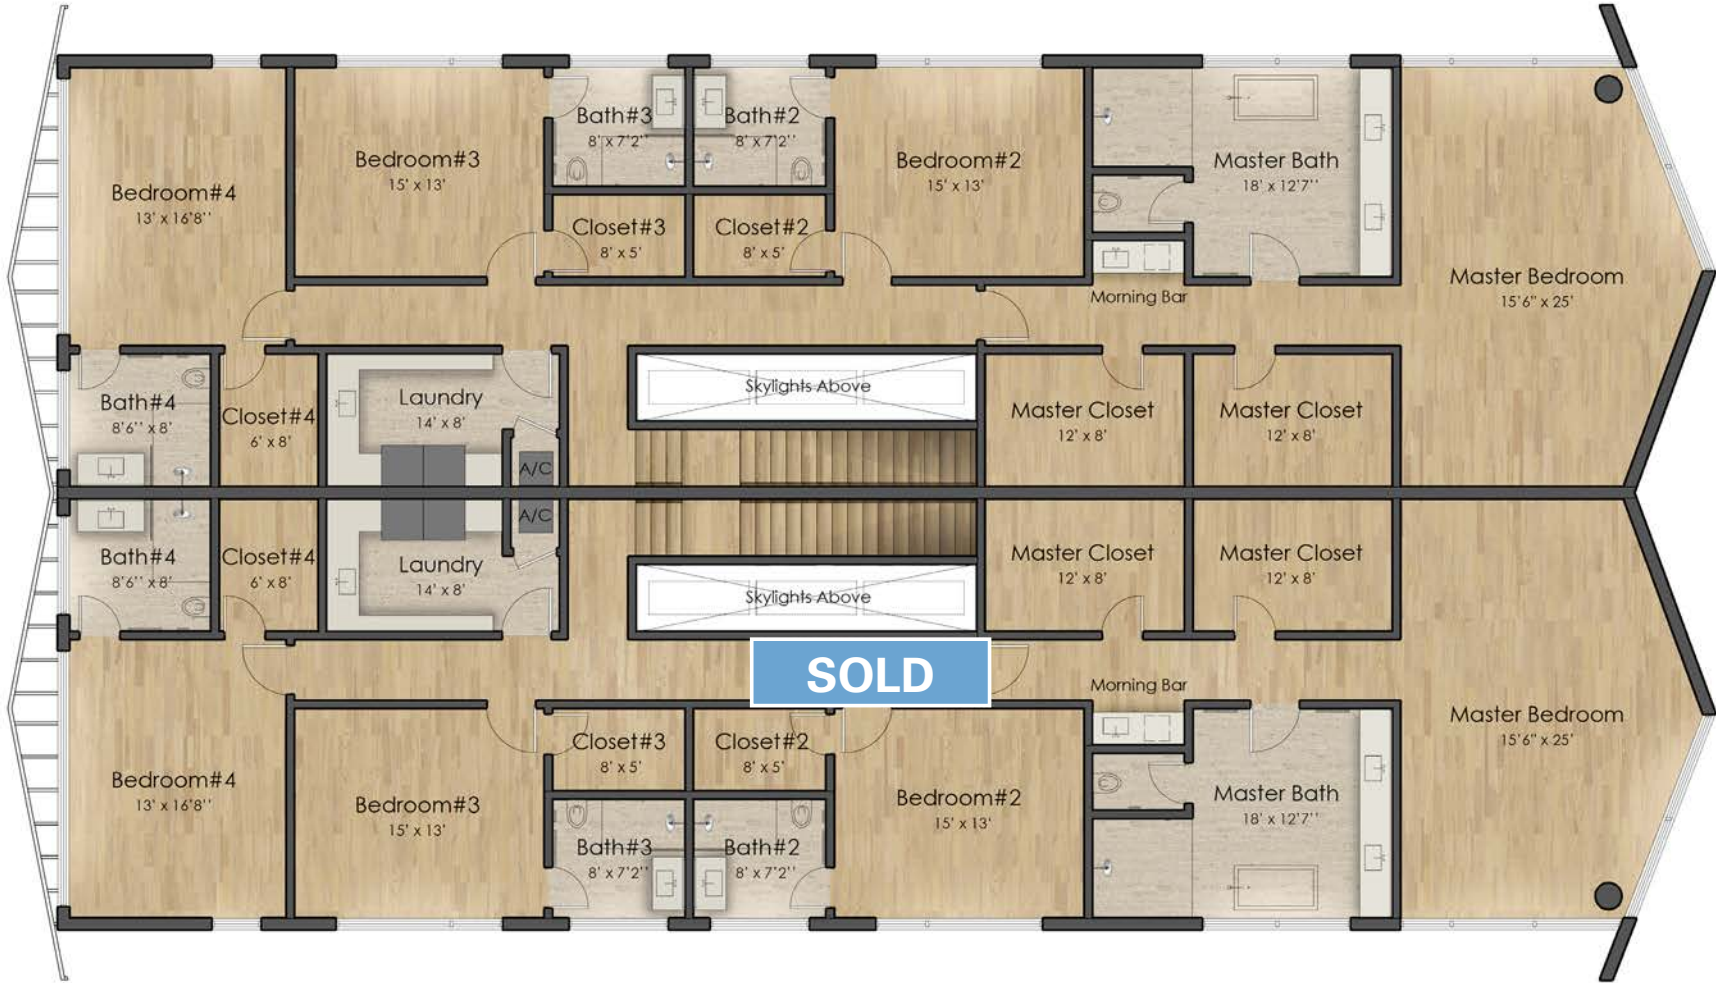 Bedroom#4
13' x 16'8''
Bedroom#3
15' x 13'
Bath#3
8' x 7'2''
Bath#2
8' x 7'2''
Closet#3
8' x 5'
Closet#2
8' x 5'
Bedroom#2
15' x 13'
Master Bath
18' x 12'7''
Morning Bar
Master Bedroom
15'6" x 25'
Bath#4
8'6'' x 8'
Closet#4
6' x 8'
Laundry
14' x 8'
A/C
Skylights Above
Master Closet
12' x 8'
Master Closet
12' x 8'
Bath#4
8'6'' x 8'
Closet#4
6' x 8'
A/C
Laundry
14' x 8'
Skylights Above
Master Closet
12' x 8'
Master Closet
12' x 8'
SOLD
Morning Bar
Master Bedroom
15'6" x 25'
Bedroom#4
13' x 16'8''
Bedroom#3
15' x 13'
Closet#3
8' x 5'
Closet#2
8' x 5'
Bath#3
8' x 7'2''
Bath#2
8' x 7'2''
Bedroom#2
15' x 13'
Master Bath
18' x 12'7''